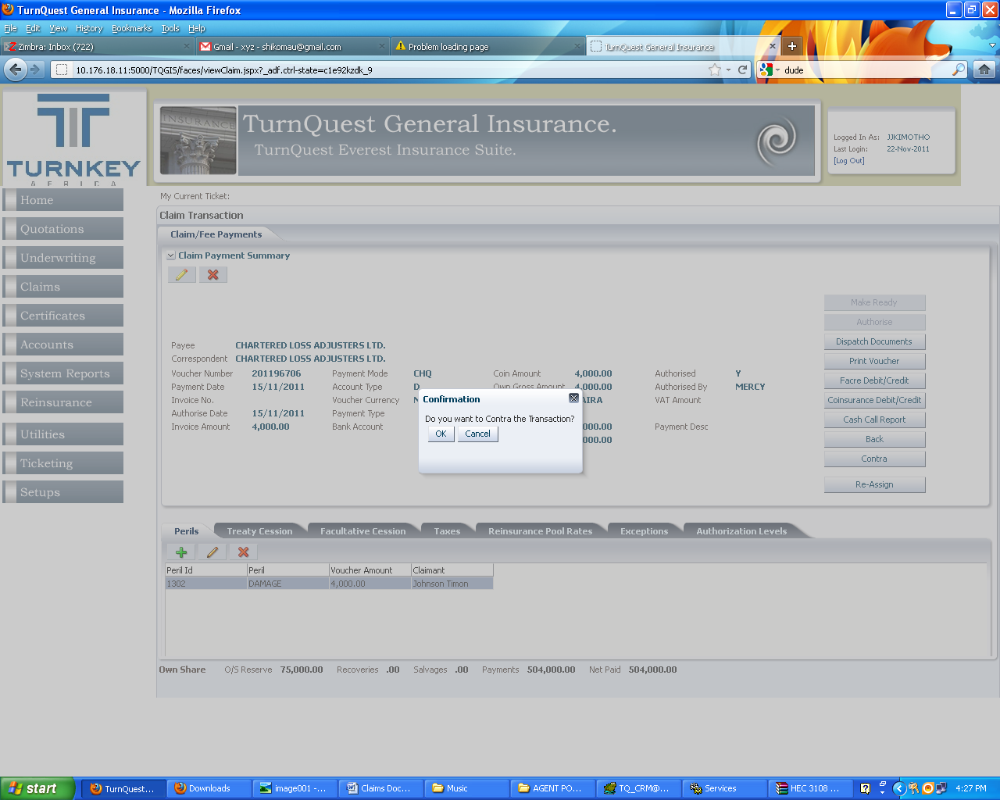 TurnQuest General Insurance - Mozilla Firefox
File Edit View History Bookmarks Tools Help
Zimbra: Inbox (722)
Gmail - xyz - shikomau@gmail.com
Problem loading page
TurnQuest General Insurance
10.176.18.11:5000/TQGIS/faces/viewClaim.jspx?_adf.ctrl-state=c1e92kzdk_9
dude
TURNKEY
AFRICA
INSURANCE
TurnQuest General Insurance.
TurnQuest Everest Insurance Suite.
Logged In As: JJKIMOTHO
Last Login: 22-Nov-2011
[Log Out]
Home
Quotations
Underwriting
Claims
Certificates
Accounts
System Reports
Reinsurance
Utilities
Ticketing
Setups
My Current Ticket:
Claim Transaction
Claim/Fee Payments
Claim Payment Summary
Payee CHARTERED LOSS ADJUSTERS LTD.
Correspondent CHARTERED LOSS ADJUSTERS LTD.
Voucher Number 201196706 Payment Mode CHQ Coin Amount 4,000.00 Authorised Y
Payment Date 15/11/2011 Account Type D Own Gross Amount 4,000.00 Authorised By MERCY
Invoice No. Voucher Currency VAT Amount
Authorise Date 15/11/2011 Payment Type
Invoice Amount 4,000.00 Bank Account Payment Desc
Make Ready
Authorise
Dispatch Documents
Print Voucher
Facre Debit/Credit
Coinsurance Debit/Credit
Cash Call Report
Back
Contra
Re-Assign
Confirmation
Do you want to Contra the Transaction?
OK Cancel
Perils Treaty Cession Facultative Cession Taxes Reinsurance Pool Rates Exceptions Authorization Levels
Peril Id Peril Voucher Amount Claimant
1302 DAMAGE 4,000.00 Johnson Timon
Own Share O/S Reserve 75,000.00 Recoveries .00 Salvages .00 Payments 504,000.00 Net Paid 504,000.00
start TurnQuest... Downloads image001 -... Claims Doc... Music AGENT PO... TQ_CRM@... Services HEC 3108 ... 4:27 PM